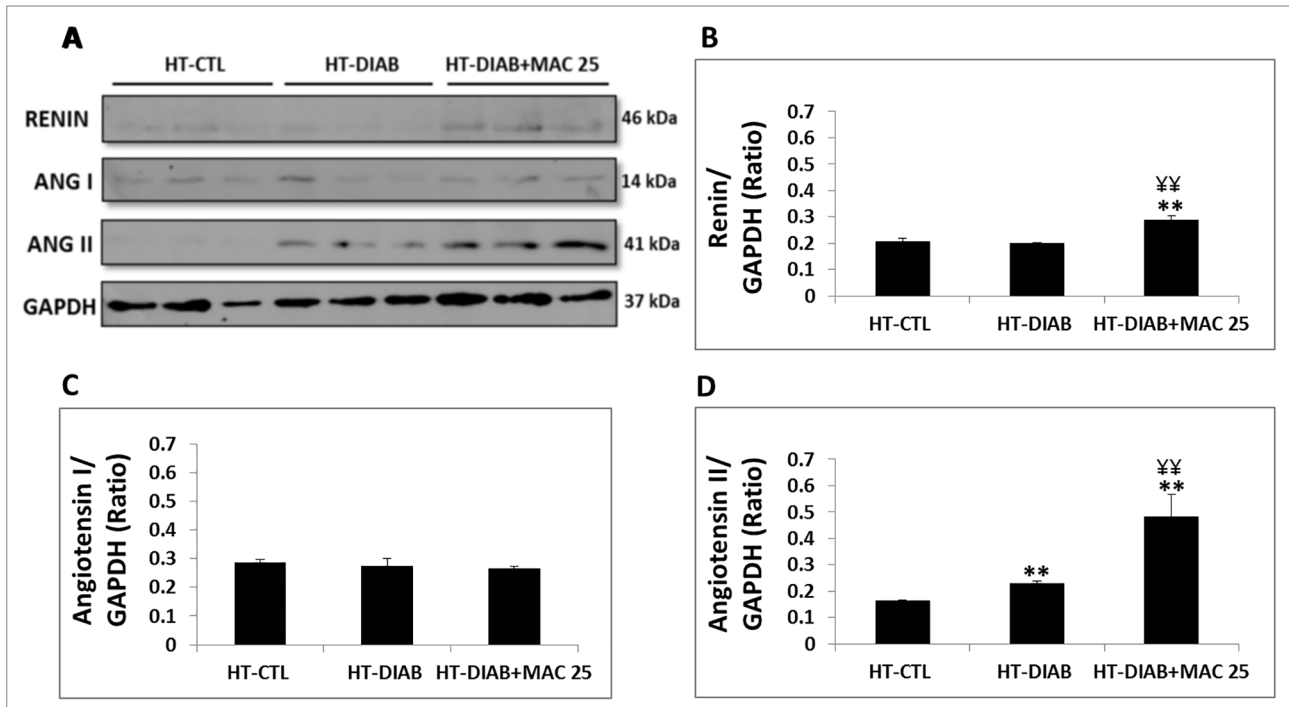 A
HT-CTL HT-DIAB HT-DIAB+MAC 25
RENIN 46 kDa
ANG I 14 kDa
ANG II 41 kDa
GAPDH 37 kDa
B
Renin/
GAPDH (Ratio)
0.7
0.6
0.5
0.4
0.3
0.2
0.1
0
¥¥
**
HT-CTL HT-DIAB HT-DIAB+MAC 25
C
Angiotensin I/
GAPDH (Ratio)
0.7
0.6
0.5
0.4
0.3
0.2
0.1
0
HT-CTL HT-DIAB HT-DIAB+MAC 25
D
Angiotensin II/
GAPDH (Ratio)
0.7
0.6
0.5
0.4
0.3
0.2
0.1
0
**
¥¥
**
HT-CTL HT-DIAB HT-DIAB+MAC 25